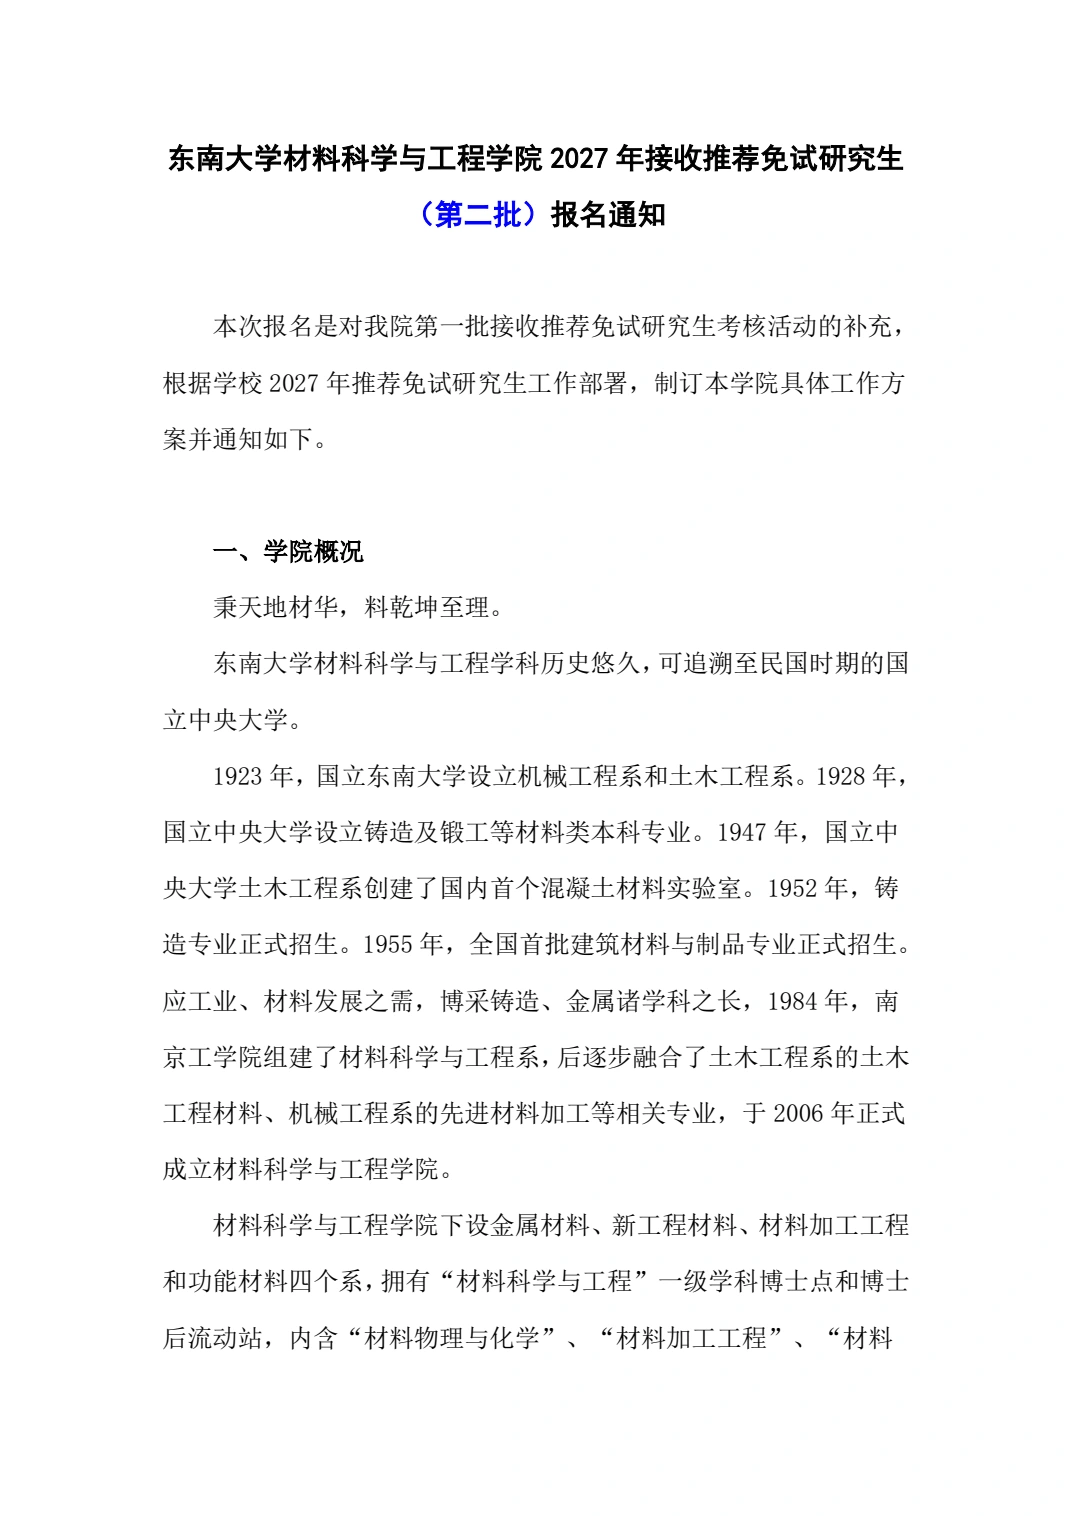 东南大学材料科学与工程学院 2027 年接收推荐免试研究生
（第二批）报名通知
本次报名是对我院第一批接收推荐免试研究生考核活动的补充，
根据学校 2027 年推荐免试研究生工作部署，制订本学院具体工作方
案并通知如下。
一、学院概况
秉天地材华，料乾坤至理。
东南大学材料科学与工程学科历史悠久，可追溯至民国时期的国
立中央大学。
1923 年，国立东南大学设立机械工程系和土木工程系。1928 年，
国立中央大学设立铸造及锻工等材料类本科专业。1947 年，国立中
央大学土木工程系创建了国内首个混凝土材料实验室。1952 年，铸
造专业正式招生。1955 年，全国首批建筑材料与制品专业正式招生。
应工业、材料发展之需，博采铸造、金属诸学科之长，1984 年，南
京工学院组建了材料科学与工程系，后逐步融合了土木工程系的土木
工程材料、机械工程系的先进材料加工等相关专业，于 2006 年正式
成立材料科学与工程学院。
材料科学与工程学院下设金属材料、新工程材料、材料加工工程
和功能材料四个系，拥有“材料科学与工程”一级学科博士点和博士
后流动站，内含“材料物理与化学”、“材料加工工程”、“材料